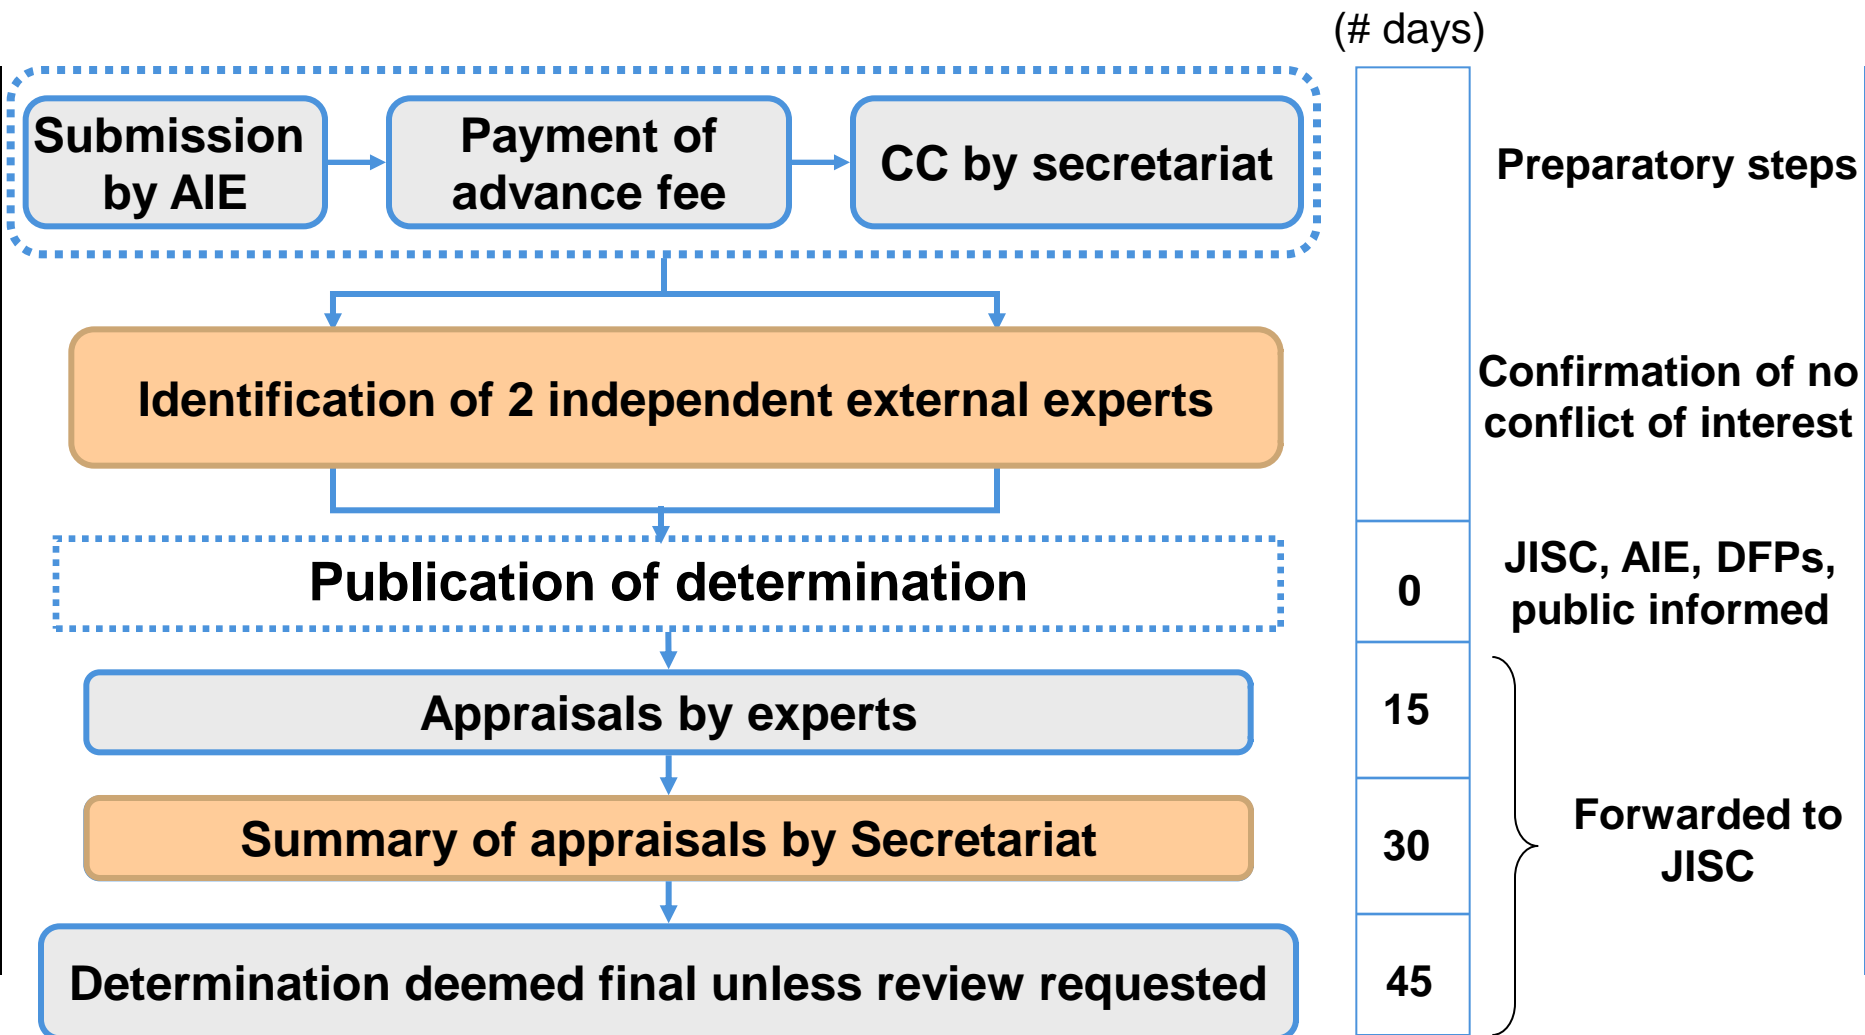 (# days)
Submission
by AIE
Payment of
advance fee
CC by secretariat
Preparatory steps
Identification of 2 independent external experts
Confirmation of no
conflict of interest
Publication of determination
0
JISC, AIE, DFPs,
public informed
Appraisals by experts
15
Summary of appraisals by Secretariat
30
Forwarded to
JISC
Determination deemed final unless review requested
45